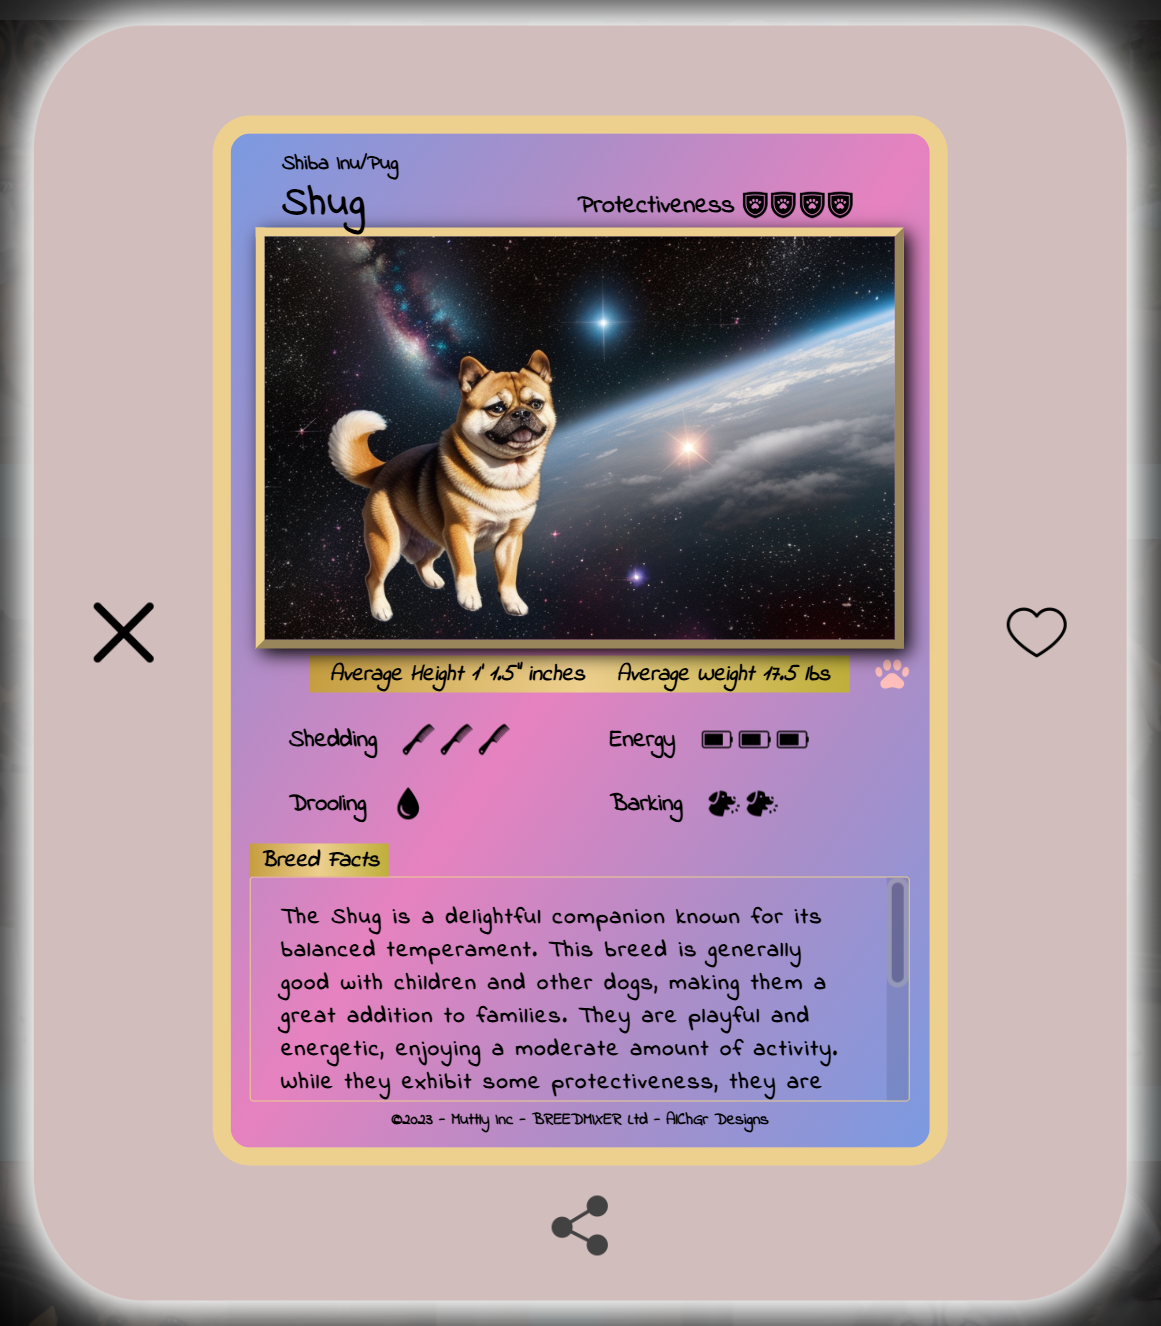 Shiba Inu/Pug
Shug
Protectiveness
Average Height 1' 1.5" inches Average weight 17.5 lbs
Shedding
Energy
Drooling
Barking
Breed Facts
The Shug is a delightful companion known for its
balanced temperament. This breed is generally
good with children and other dogs, making them a
great addition to families. They are playful and
energetic, enjoying a moderate amount of activity.
While they exhibit some protectiveness, they are
©2023 - Muttly Inc - BREEDMIXER Ltd - AIChGr Designs